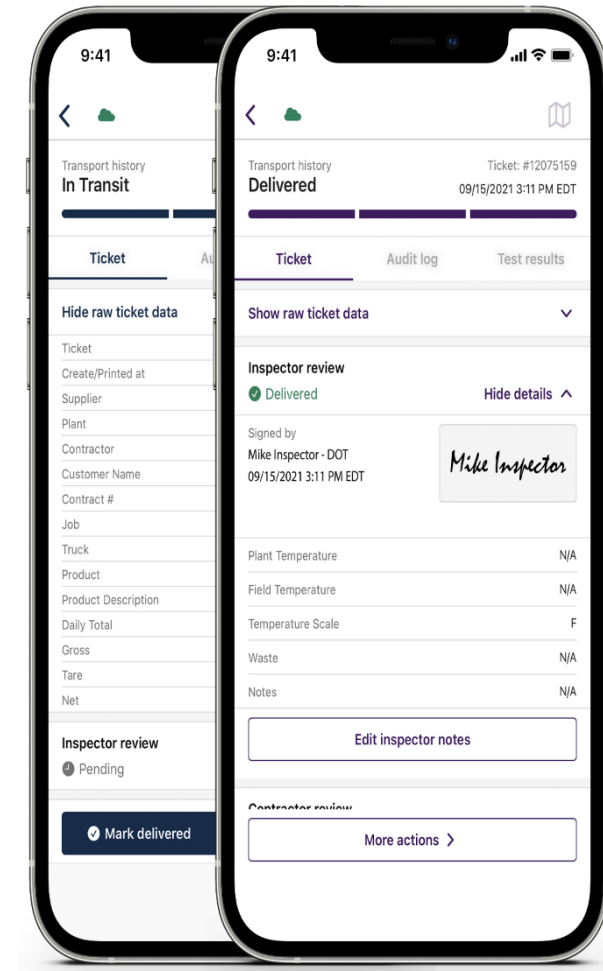 9:41
Transport history
In Transit
Ticket
Hide raw ticket data
Ticket
Create/Printed at
Supplier
Plant
Contractor
Customer Name
Contract #
Job
Truck
Product
Product Description
Daily Total
Gross
Tare
Net
Inspector review
Pending
Mark delivered
9:41
Transport history Ticket: #12075159
Delivered 09/15/2021 3:11 PM EDT
Ticket Audit log Test results
Show raw ticket data
Inspector review
Delivered Hide details
Signed by
Mike Inspector - DOT
09/15/2021 3:11 PM EDT
Mike Inspector
Plant Temperature N/A
Field Temperature N/A
Temperature Scale F
Waste N/A
Notes N/A
Edit inspector notes
Contractor review
More actions